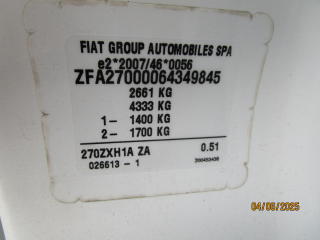 FIAT GROUP AUTOMOBILES SPA
e2*2007/46*0056
ZFA27000064349845
2661 KG
4333 KG
1- 1400 KG
2- 1700 KG
270ZXH1A ZA 0.51
026613 - 1
04/08/2025